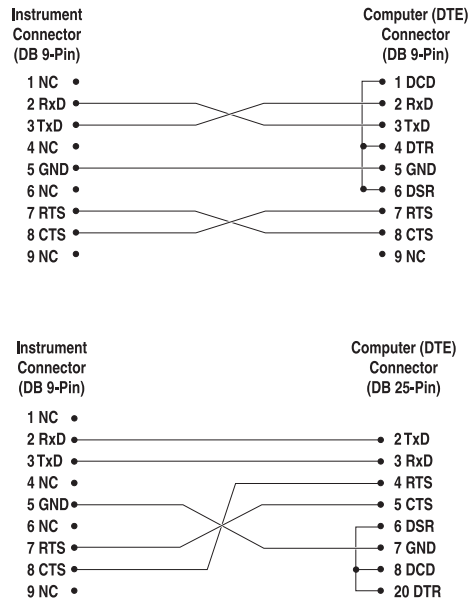 Instrument
Connector
(DB 9-Pin)
Computer (DTE)
Connector
(DB 9-Pin)
1 NC
1 DCD
2 RxD
2 RxD
3 TxD
3 TxD
4 NC
4 DTR
5 GND
5 GND
6 NC
6 DSR
7 RTS
7 RTS
8 CTS
8 CTS
9 NC
9 NC
Instrument
Connector
(DB 9-Pin)
Computer (DTE)
Connector
(DB 25-Pin)
1 NC
2 RxD
2 TxD
3 TxD
3 RxD
4 NC
4 RTS
5 GND
5 CTS
6 NC
6 DSR
7 RTS
7 GND
8 CTS
8 DCD
9 NC
20 DTR